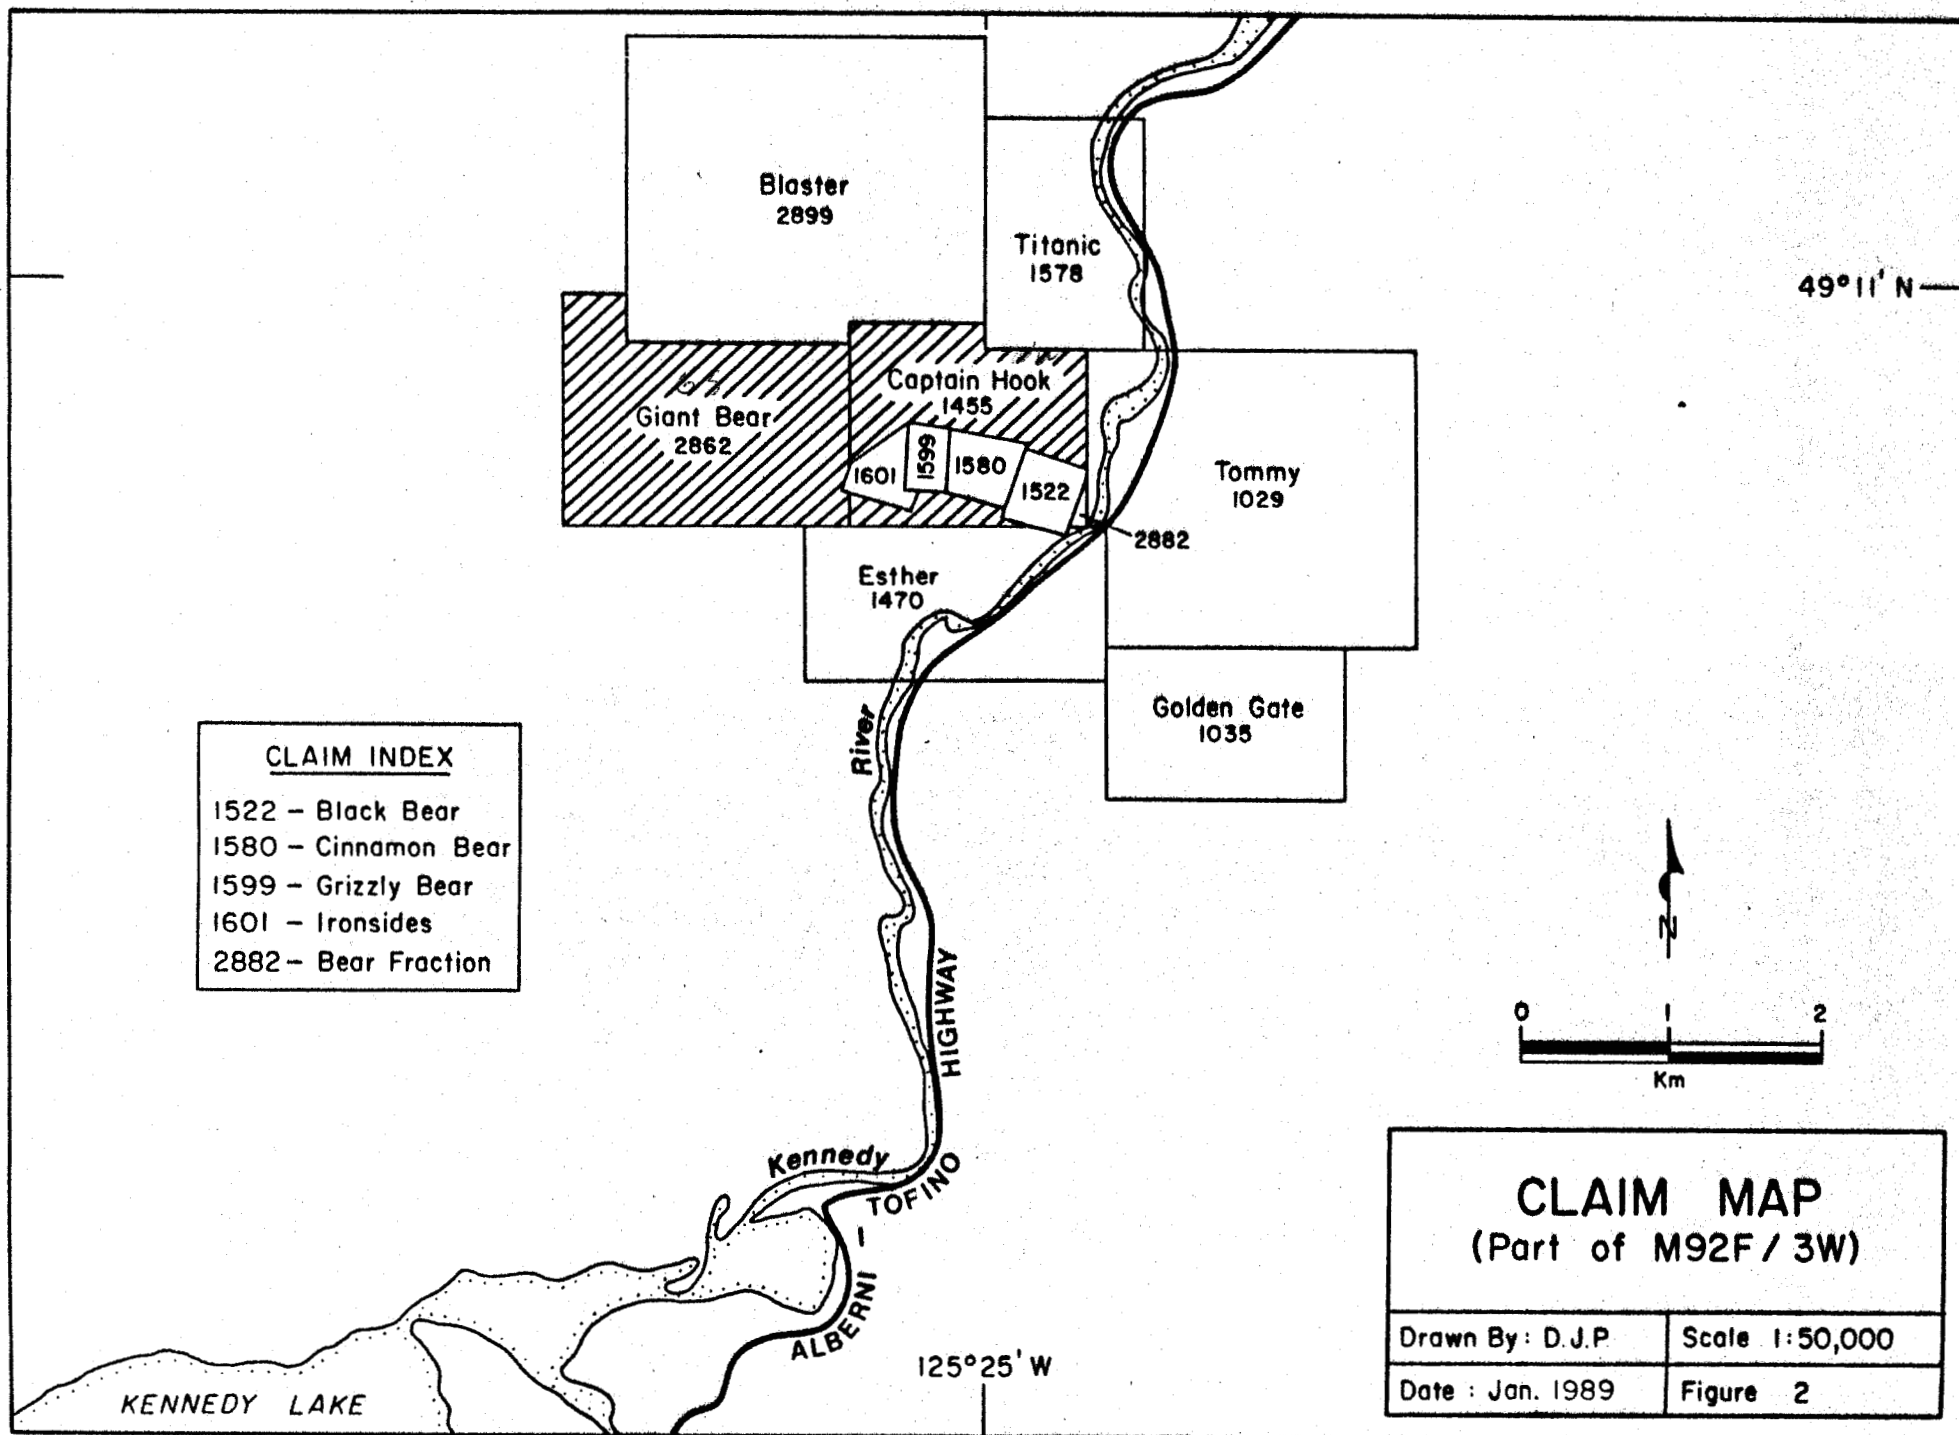 Blaster
2899
Titanic
1578
49°11' N
Captain Hook
1455
Giant Bear
2862
1601
1599
1580
1522
Tommy
1029
2882
Esther
1470
Golden Gate
1035
River
CLAIM INDEX
1522 – Black Bear
1580 – Cinnamon Bear
1599 – Grizzly Bear
1601 – Ironsides
2882 – Bear Fraction
N
0 1 2
Km
HIGHWAY
Kennedy
TOFINO
–
ALBERNI
125°25' W
KENNEDY LAKE
CLAIM MAP
(Part of M92F / 3W)
Drawn By : D.J.P
Scale 1:50,000
Date : Jan. 1989
Figure 2